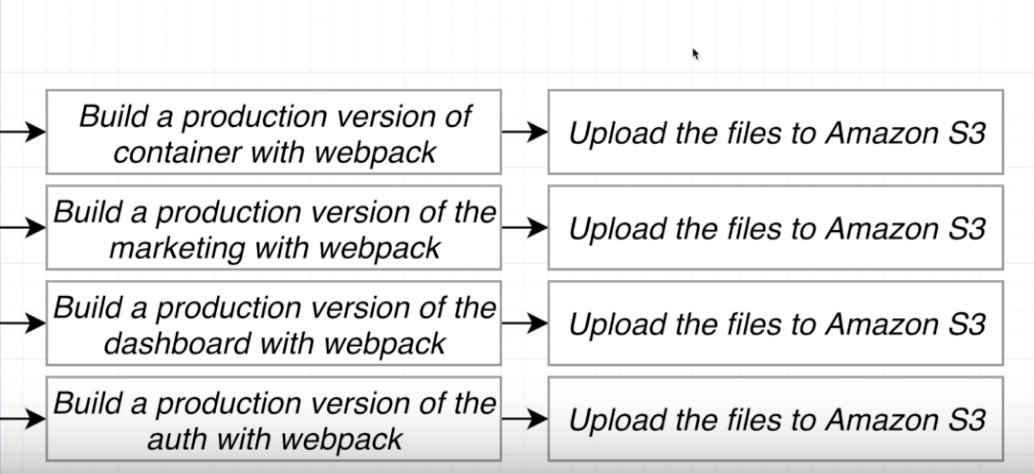 Build a production version of
container with webpack
Upload the files to Amazon S3
Build a production version of the
marketing with webpack
Upload the files to Amazon S3
Build a production version of the
dashboard with webpack
Upload the files to Amazon S3
Build a production version of the
auth with webpack
Upload the files to Amazon S3